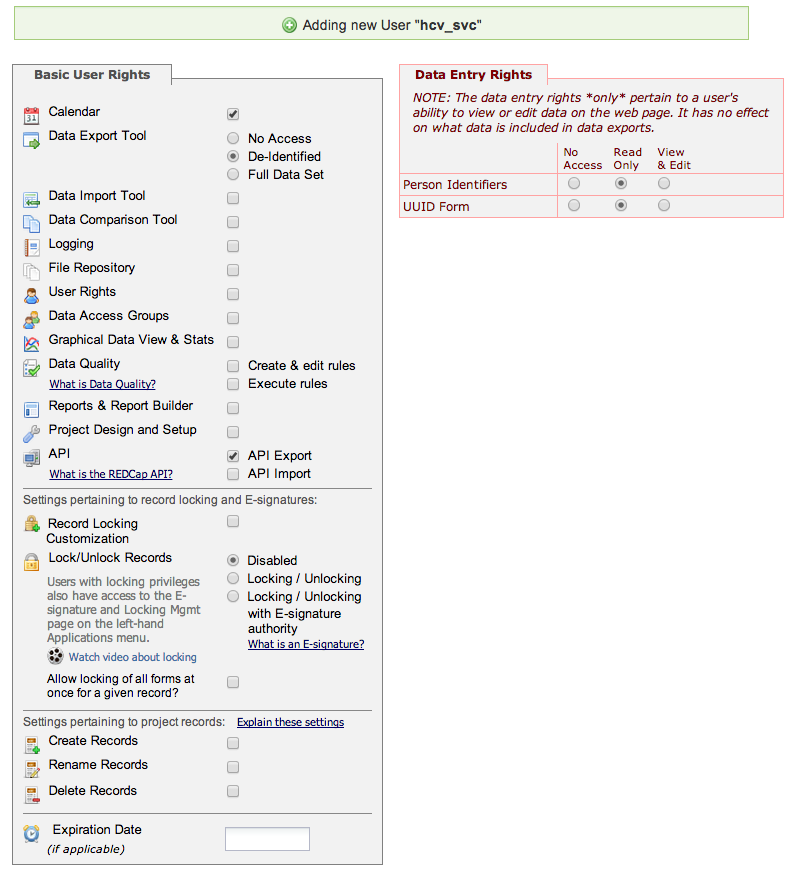 Adding new User "hcv_svc"
Basic User Rights
Calendar
Data Export Tool
No Access
De-Identified
Full Data Set
Data Import Tool
Data Comparison Tool
Logging
File Repository
User Rights
Data Access Groups
Graphical Data View & Stats
Data Quality
Create & edit rules
What is Data Quality?
Execute rules
Reports & Report Builder
Project Design and Setup
API
API Export
What is the REDCap API?
API Import
Settings pertaining to record locking and E-signatures:
Record Locking
Customization
Lock/Unlock Records
Disabled
Locking / Unlocking
Locking / Unlocking
with E-signature
authority
What is an E-signature?
Users with locking privileges
also have access to the E-
signature and Locking Mgmt
page on the left-hand
Applications menu.
Watch video about locking
Allow locking of all forms at
once for a given record?
Settings pertaining to project records: Explain these settings
Create Records
Rename Records
Delete Records
Expiration Date
(if applicable)
Data Entry Rights
NOTE: The data entry rights *only* pertain to a user's
ability to view or edit data on the web page. It has no effect
on what data is included in data exports.
No Read View
Access Only & Edit
Person Identifiers
UUID Form
31